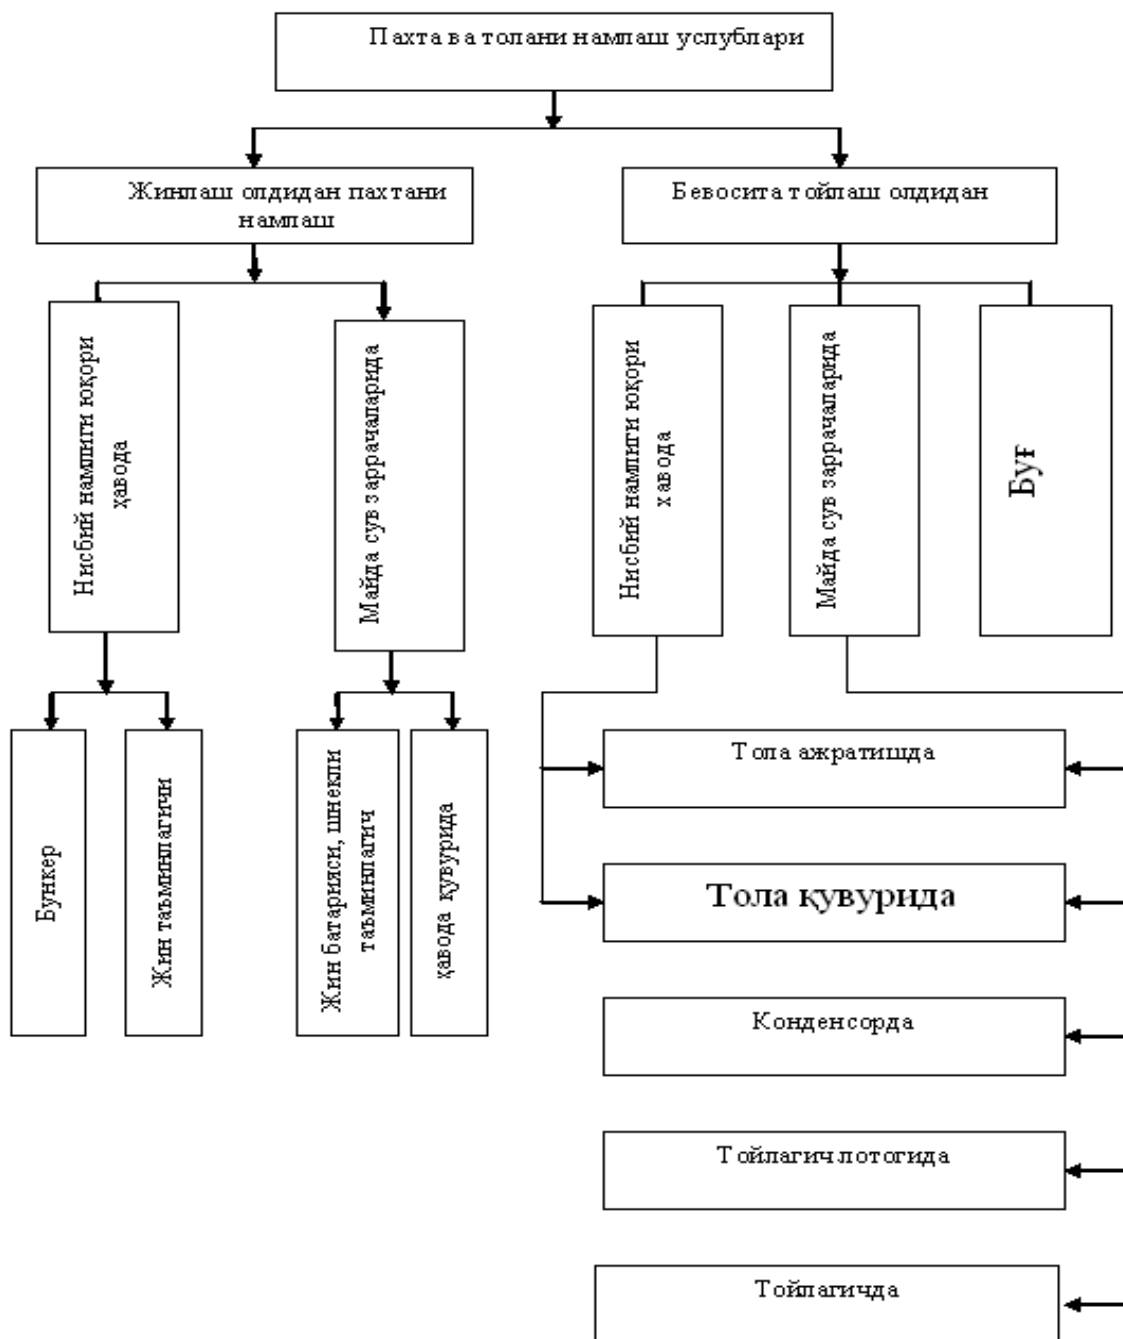 Пахта ва толани намлаш услублари
Жинлаш олдидан пахтани
намлаш
Бевосита тойлаш олдидан
Нисбий намлиги юқори
ҳавода
Майда сув заррачаларида
Нисбий намлиги юқори
хавода
Майда сув заррачаларида
Буғ
Бункер
Жин таъминлагичи
Жин батарияси, шнекли
таъминлагич
ҳавода қувурида
Тола ажратишда
Тола қувурида
Конденсорда
Тойлагич лотогида
Тойлагичда